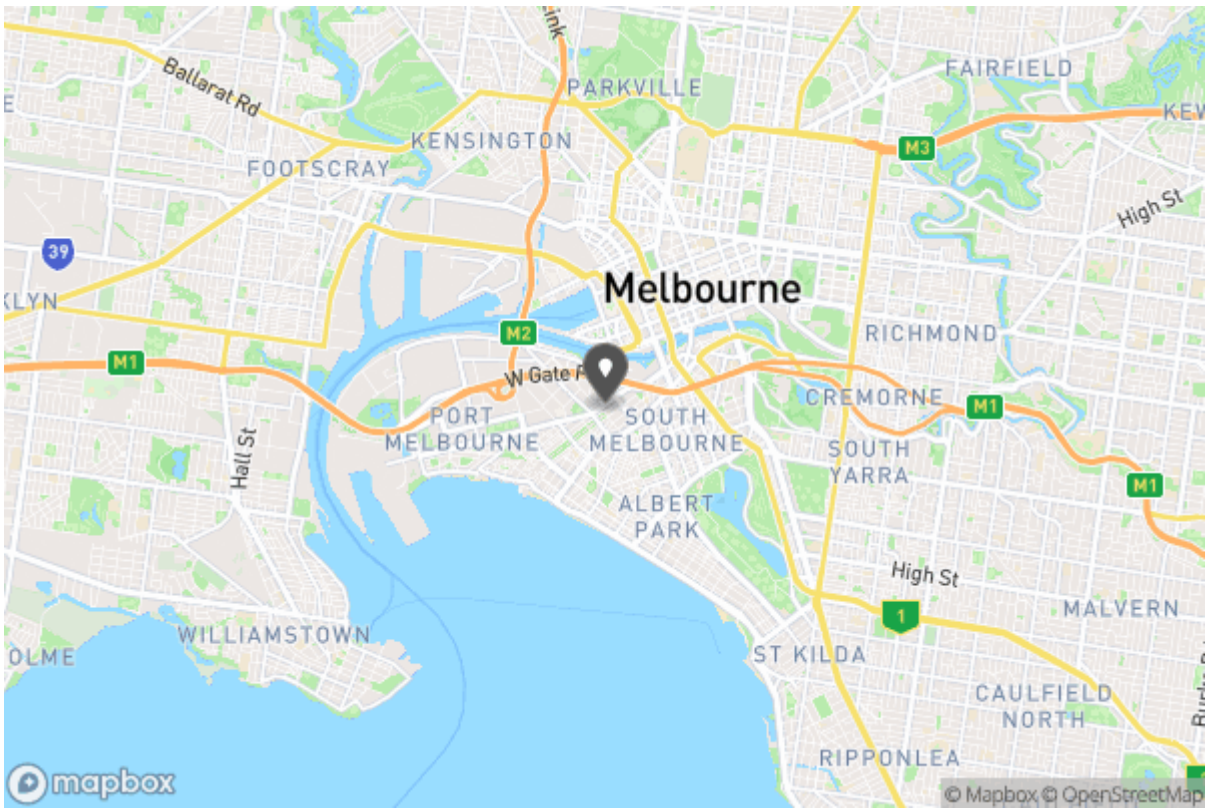 Link
Ballarat Rd
PARKVILLE
FAIRFIELD
KENSINGTON
KEW
M3
FOOTSCRAY
High St
39
Melbourne
KLYN
RICHMOND
M2
M1
W Gate F
CREMORNE
M1
PORT
MELBOURNE
SOUTH
MELBOURNE
SOUTH
YARRA
Hall St
M1
ALBERT
PARK
High St
1
MALVERN
WILLIAMSTOWN
OLME
ST KILDA
CAULFIELD
NORTH
RIPPONLEA
mapbox
© Mapbox © OpenStreetMap